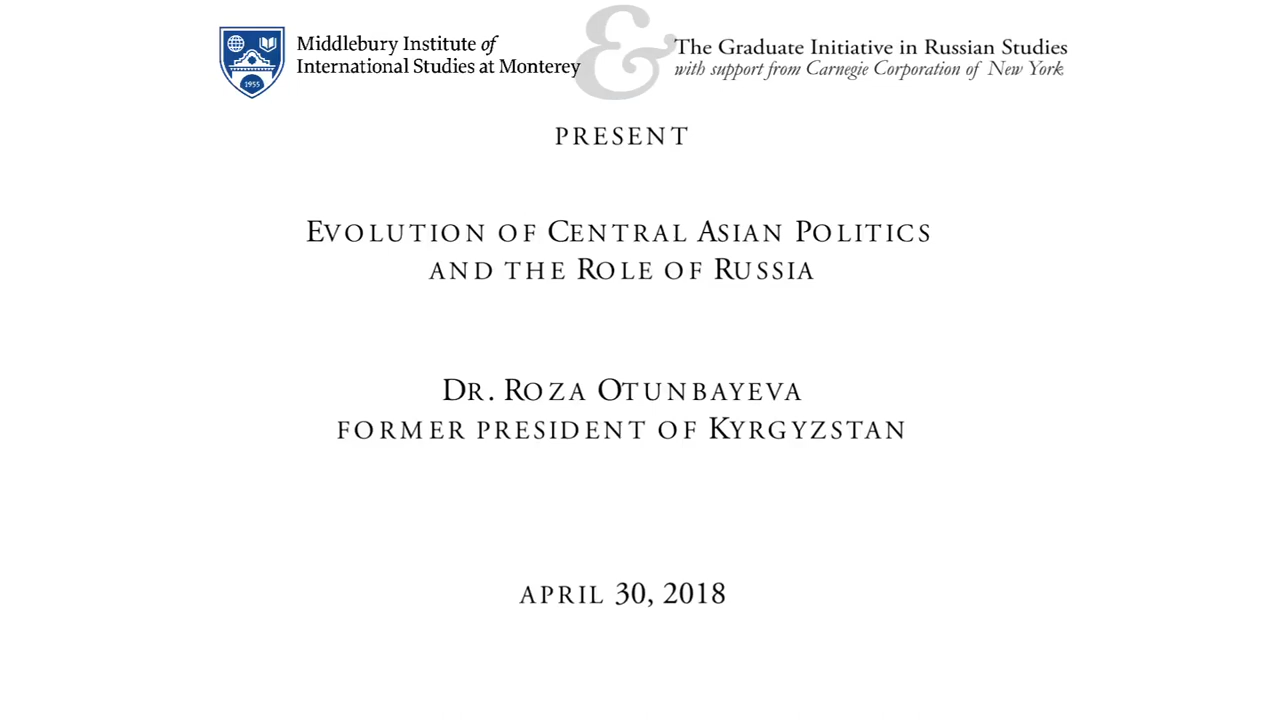 Middlebury Institute of
International Studies at Monterey
1955
&
The Graduate Initiative in Russian Studies
with support from Carnegie Corporation of New York
PRESENT
EVOLUTION OF CENTRAL ASIAN POLITICS
AND THE ROLE OF RUSSIA
DR. ROZA OTUNBAYEVA
FORMER PRESIDENT OF KYRGYZSTAN
APRIL 30, 2018